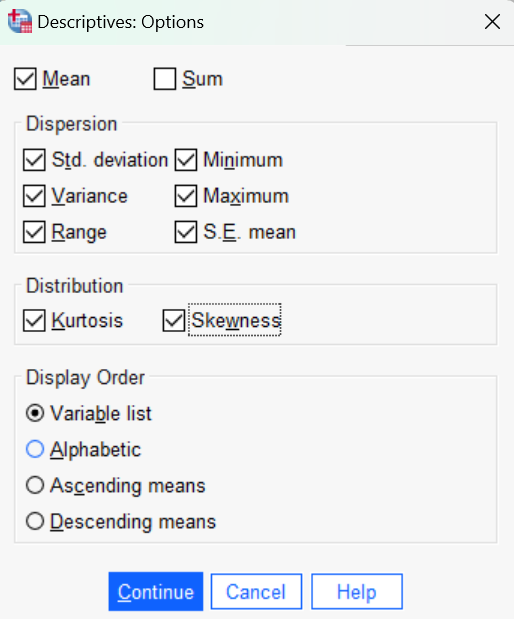 Descriptives: Options
Mean Sum
Dispersion
Std. deviation Minimum
Variance Maximum
Range S.E. mean
Distribution
Kurtosis Skewness
Display Order
Variable list
Alphabetic
Ascending means
Descending means
Continue Cancel Help